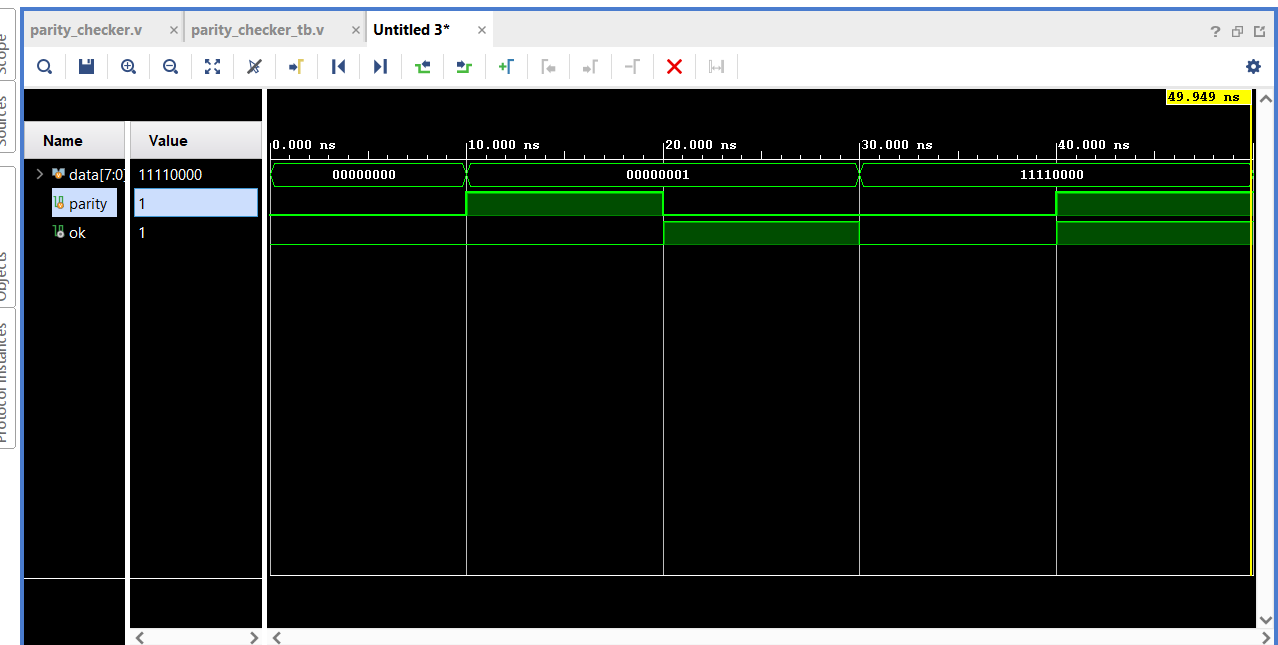 parity_checker.v × parity_checker_tb.v × Untitled 3* ×
?
Scope
Sources
Objects
Protocol Instances
49.949 ns
Name Value
0.000 ns 10.000 ns 20.000 ns 30.000 ns 40.000 ns
data[7:0] 11110000 00000000 00000001 11110000
parity 1
ok 1